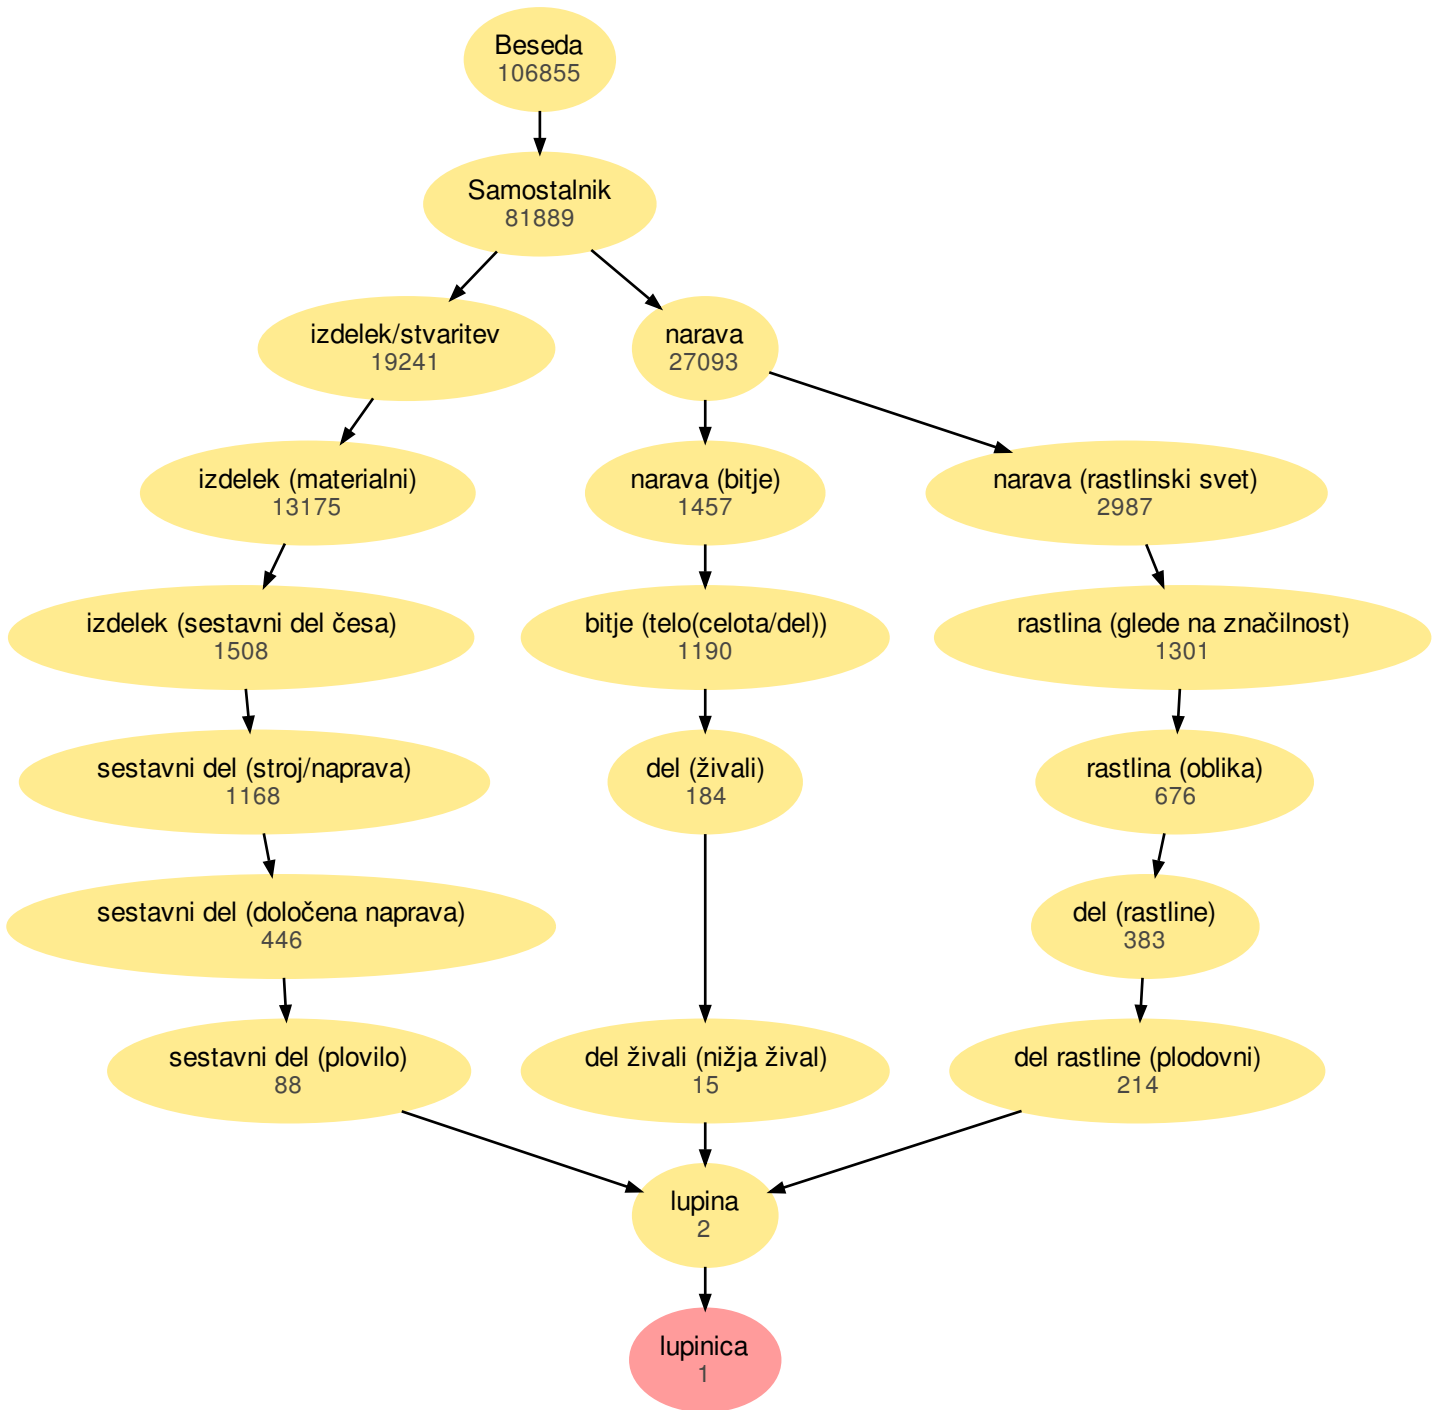 Beseda
106855
Samostalnik
81889
izdelek/stvaritev
19241
narava
27093
izdelek (materialni)
13175
narava (bitje)
1457
narava (rastlinski svet)
2987
izdelek (sestavni del česa)
1508
bitje (telo(celota/del))
1190
rastlina (glede na značilnost)
1301
sestavni del (stroj/naprava)
1168
del (živali)
184
rastlina (oblika)
676
sestavni del (določena naprava)
446
del (rastline)
383
sestavni del (plovilo)
88
del živali (nižja žival)
15
del rastline (plodovni)
214
lupina
2
lupinica
1